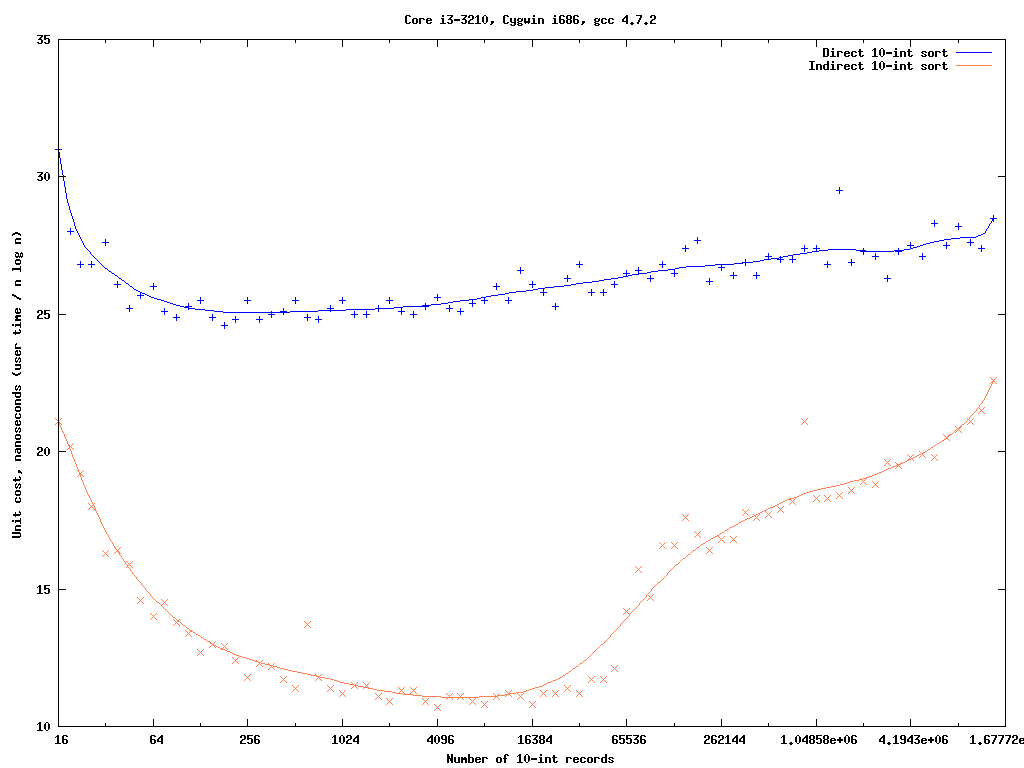 Core i3-3210, Cygwin i686, gcc 4.7.2
35
Direct 10-int sort
Indirect 10-int sort
30
25
20
15
10
Unit cost, nanoseconds (user time / n log n)
16 64 256 1024 4096 16384 65536 262144 1.04858e+06 4.1943e+06 1.67772e
Number of 10-int records